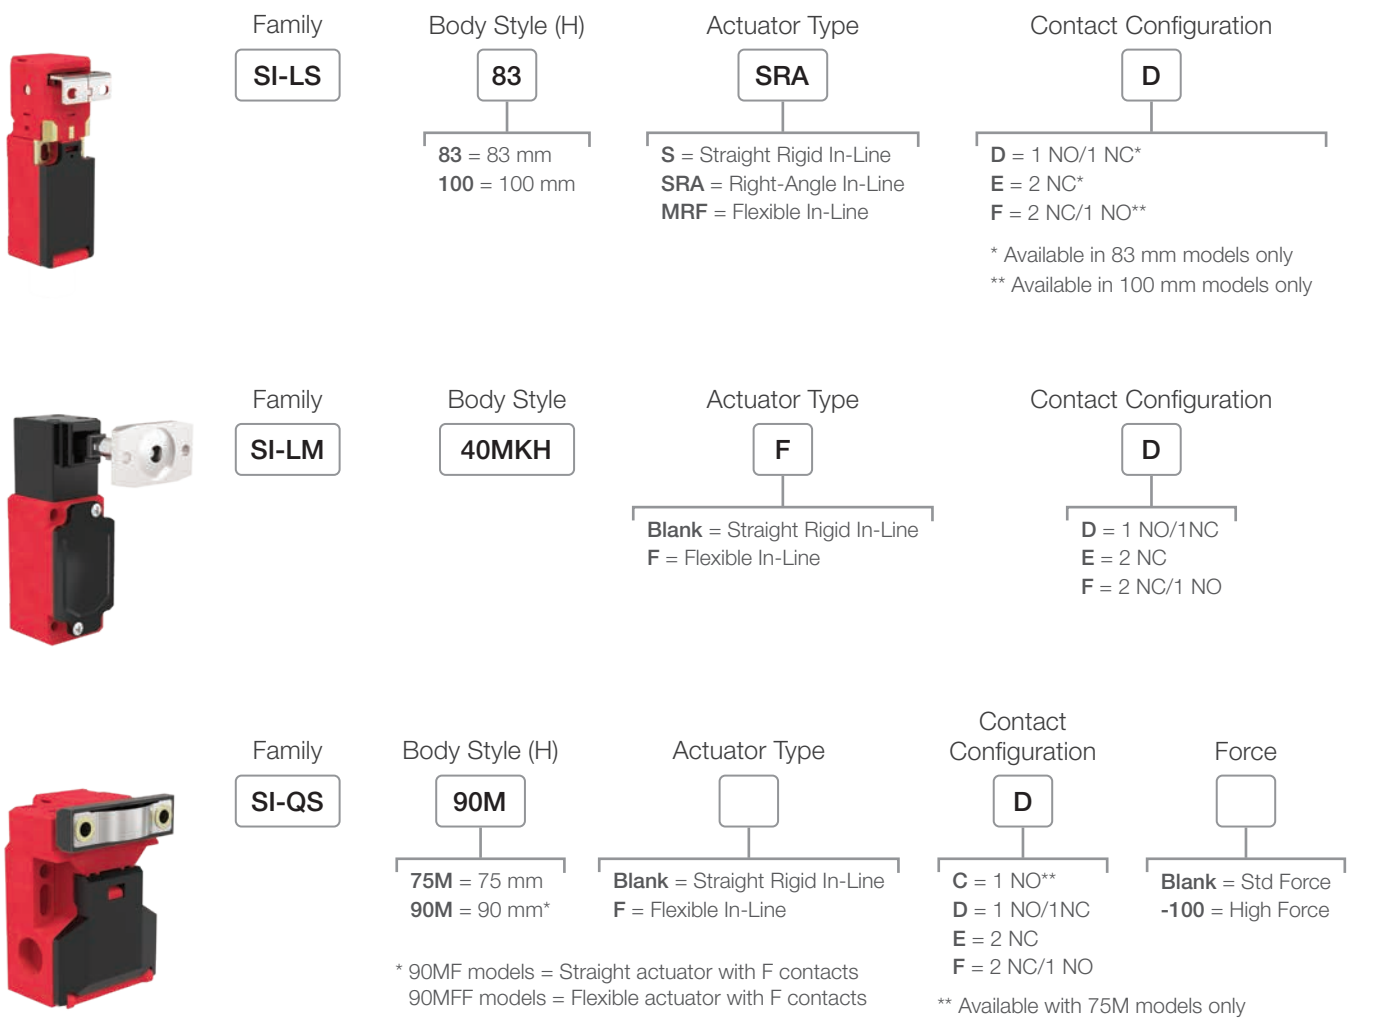 Family
Body Style (H)
Actuator Type
Contact Configuration
SI-LS
83
SRA
D
83 = 83 mm
100 = 100 mm
S = Straight Rigid In-Line
SRA = Right-Angle In-Line
MRF = Flexible In-Line
D = 1 NO/1 NC*
E = 2 NC*
F = 2 NC/1 NO**
* Available in 83 mm models only
** Available in 100 mm models only
Family
Body Style
Actuator Type
Contact Configuration
SI-LM
40MKH
F
D
Blank = Straight Rigid In-Line
F = Flexible In-Line
D = 1 NO/1NC
E = 2 NC
F = 2 NC/1 NO
Family
Body Style (H)
Actuator Type
Contact
Configuration
Force
SI-QS
90M
D
75M = 75 mm
90M = 90 mm*
Blank = Straight Rigid In-Line
F = Flexible In-Line
C = 1 NO**
D = 1 NO/1NC
E = 2 NC
F = 2 NC/1 NO
Blank = Std Force
-100 = High Force
* 90MF models = Straight actuator with F contacts
90MFF models = Flexible actuator with F contacts
** Available with 75M models only